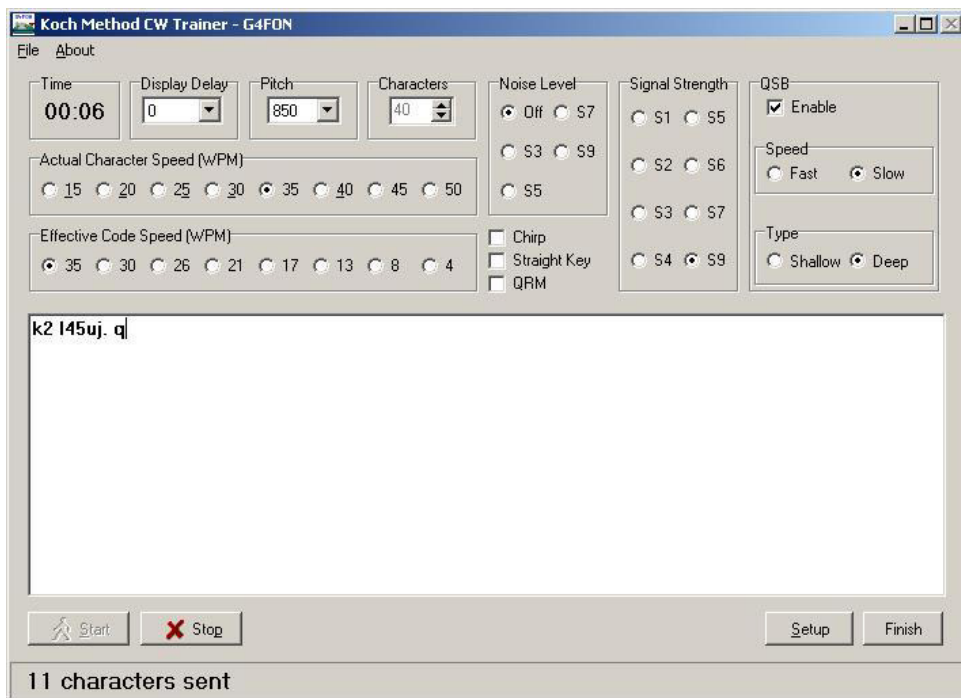 Koch Method CW Trainer - G4FON
File About
Time
00:06
Display Delay
0
Pitch
850
Characters
40
Noise Level
Off S7
S3 S9
S5
Signal Strength
S1 S5
S2 S6
S3 S7
S4 S9
QSB
Enable
Speed
Fast Slow
Type
Shallow Deep
Actual Character Speed (WPM)
15 20 25 30 35 40 45 50
Effective Code Speed (WPM)
35 30 26 21 17 13 8 4
Chirp
Straight Key
QRM
k2 l45uj. q
Start Stop Setup Finish
11 characters sent